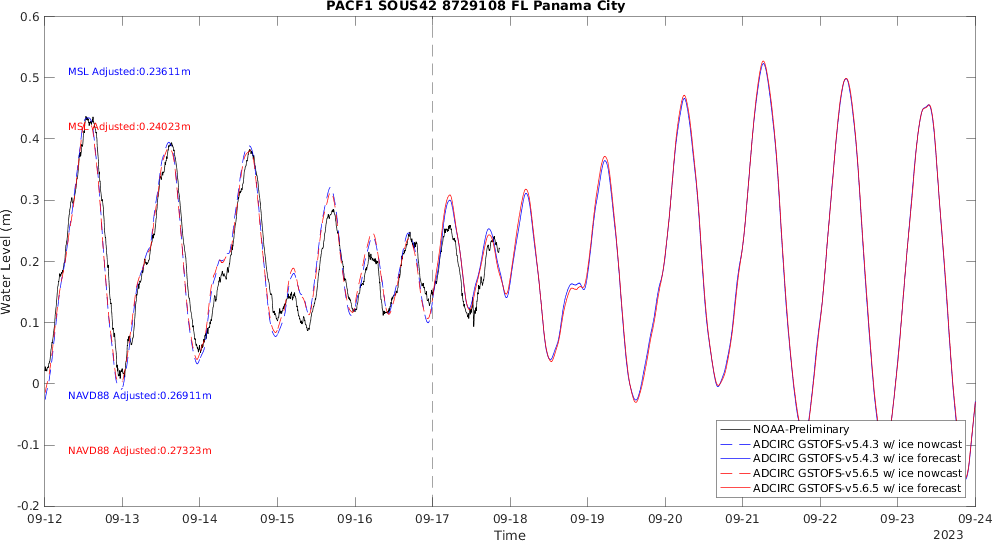 PACF1 SOUS42 8729108 FL Panama City
0.6
0.5
0.4
0.3
0.2
0.1
0
-0.1
-0.2
Water Level (m)
MSL Adjusted:0.23611m
MSL Adjusted:0.24023m
NAVD88 Adjusted:0.26911m
NAVD88 Adjusted:0.27323m
NOAA-Preliminary
ADCIRC GSTOFS-v5.4.3 w/ ice nowcast
ADCIRC GSTOFS-v5.4.3 w/ ice forecast
ADCIRC GSTOFS-v5.6.5 w/ ice nowcast
ADCIRC GSTOFS-v5.6.5 w/ ice forecast
09-12 09-13 09-14 09-15 09-16 09-17 09-18 09-19 09-20 09-21 09-22 09-23 09-24
Time 2023